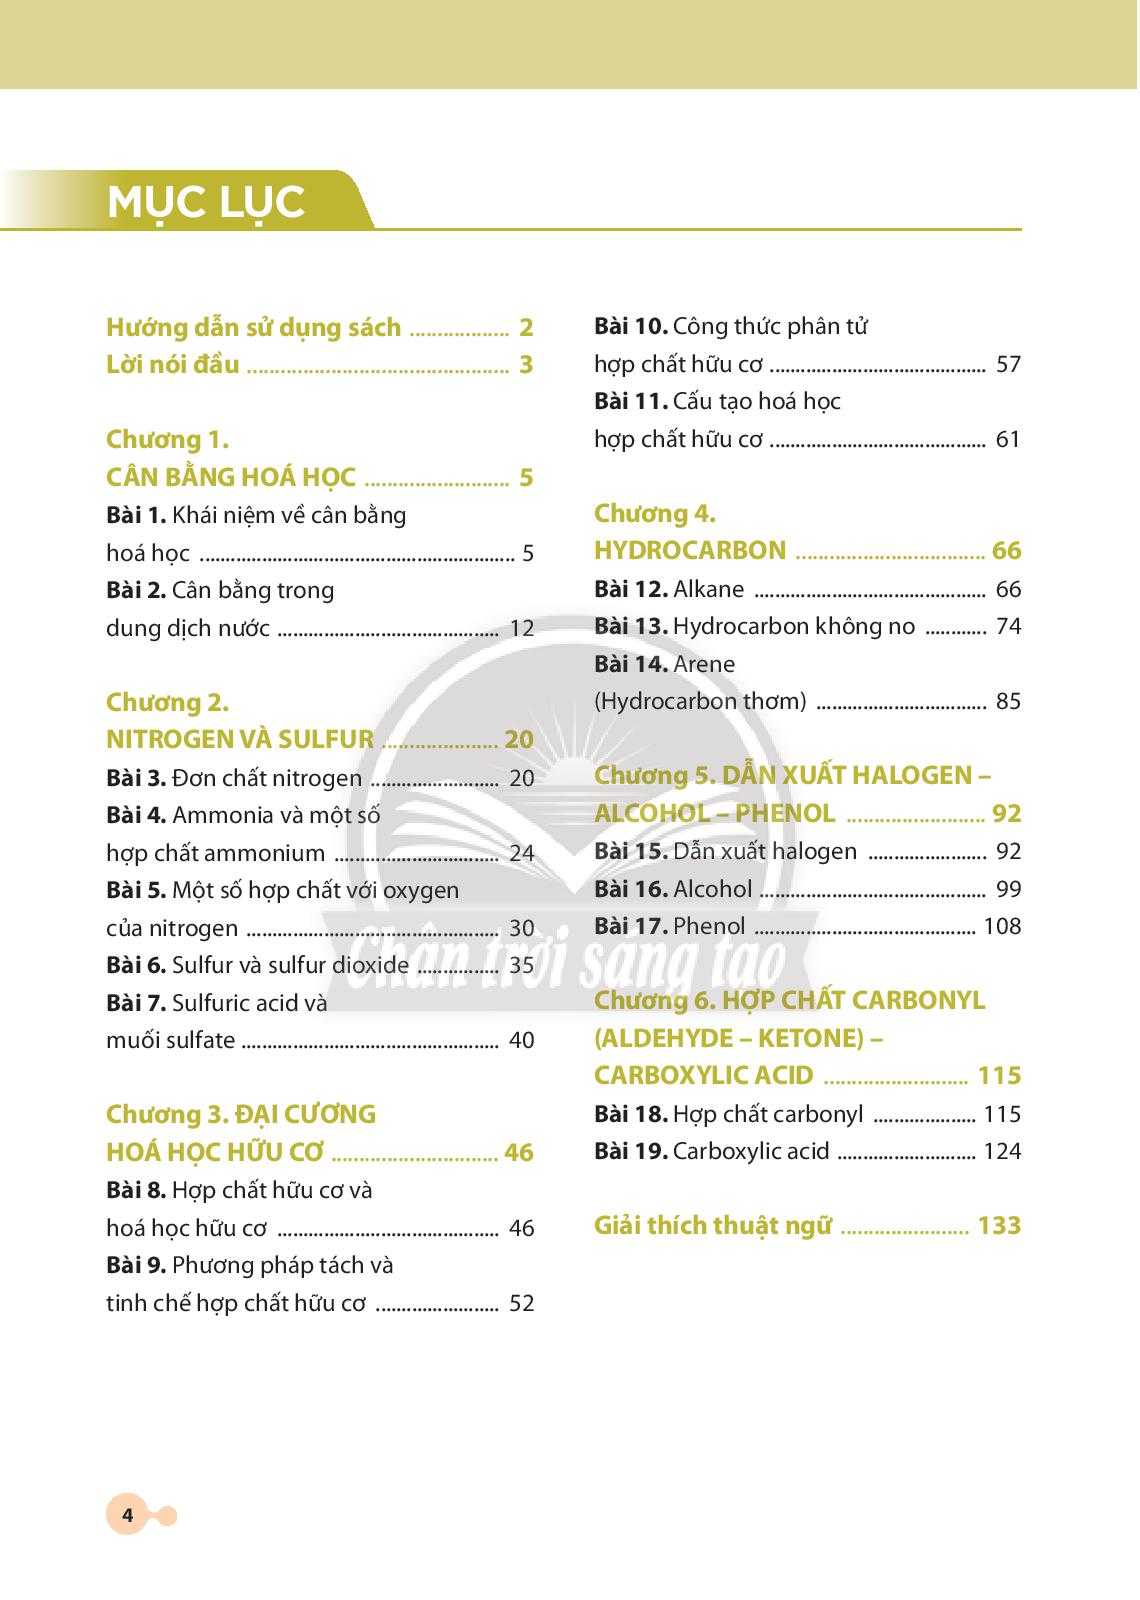 MỤC LỤC
Hướng dẫn sử dụng sách .................. 2
Lời nói đầu ............................................... 3
Chương 1.
CÂN BẰNG HOÁ HỌC .......................... 5
Bài 1. Khái niệm về cân bằng
hoá học ............................................................. 5
Bài 2. Cân bằng trong
dung dịch nước ........................................... 12
Chương 2.
NITROGEN VÀ SULFUR ..................... 20
Bài 3. Đơn chất nitrogen ......................... 20
Bài 4. Ammonia và một số
hợp chất ammonium ................................ 24
Bài 5. Một số hợp chất với oxygen
của nitrogen ................................................. 30
Bài 6. Sulfur và sulfur dioxide ................ 35
Bài 7. Sulfuric acid và
muối sulfate .................................................. 40
Chương 3. ĐẠI CƯƠNG
HOÁ HỌC HỮU CƠ .............................. 46
Bài 8. Hợp chất hữu cơ và
hoá học hữu cơ ........................................... 46
Bài 9. Phương pháp tách và
tinh chế hợp chất hữu cơ ........................ 52
Bài 10. Công thức phân tử
hợp chất hữu cơ .......................................... 57
Bài 11. Cấu tạo hoá học
hợp chất hữu cơ .......................................... 61
Chương 4.
HYDROCARBON .................................. 66
Bài 12. Alkane ............................................. 66
Bài 13. Hydrocarbon không no ............ 74
Bài 14. Arene
(Hydrocarbon thơm) ................................. 85
Chương 5. DẪN XUẤT HALOGEN –
ALCOHOL – PHENOL ......................... 92
Bài 15. Dẫn xuất halogen ....................... 92
Bài 16. Alcohol ............................................ 99
Bài 17. Phenol ........................................... 108
Chân trời sáng tạo
Chương 6. HỢP CHẤT CARBONYL
(ALDEHYDE – KETONE) –
CARBOXYLIC ACID .......................... 115
Bài 18. Hợp chất carbonyl .................... 115
Bài 19. Carboxylic acid ........................... 124
Giải thích thuật ngữ ....................... 133
4